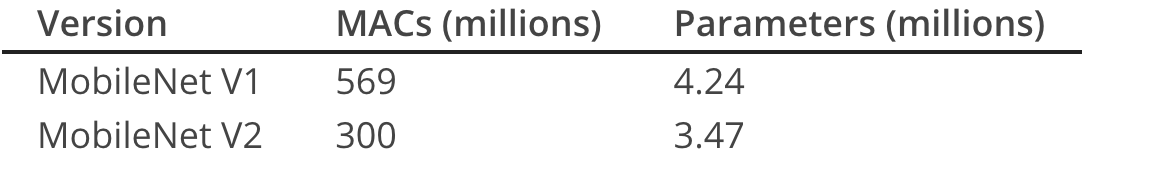 Version MACs (millions) Parameters (millions)
MobileNet V1 569 4.24
MobileNet V2 300 3.47